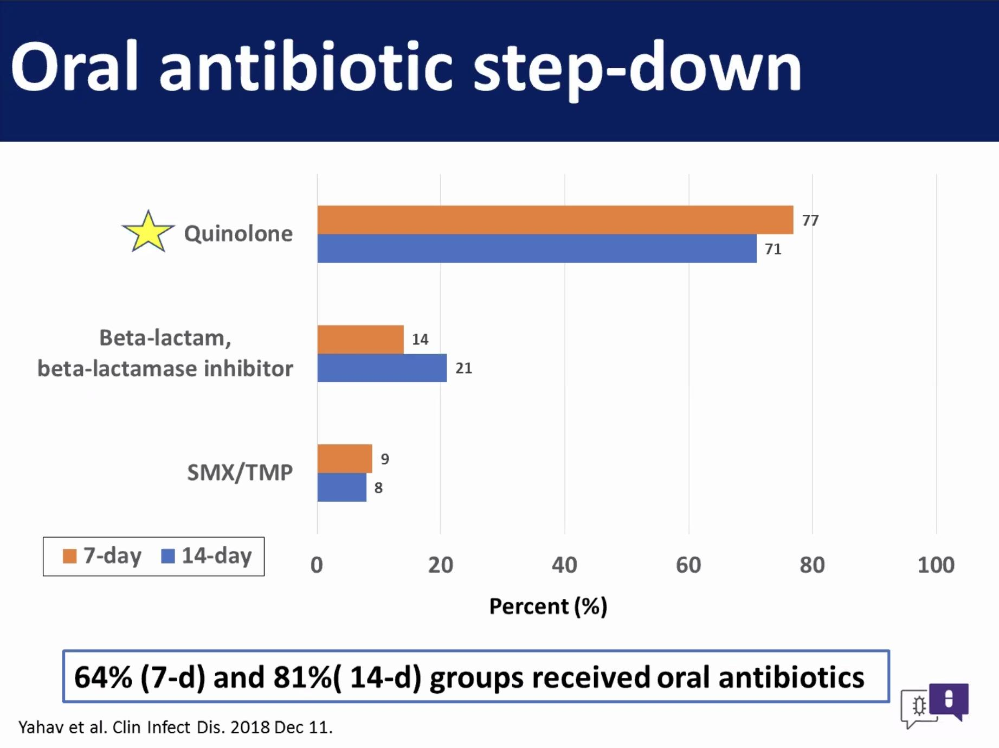 Oral antibiotic step-down
Quinolone
77
71
Beta-lactam,
beta-lactamase inhibitor
14
21
SMX/TMP
9
8
7-day 14-day
0 20 40 60 80 100
Percent (%)
64% (7-d) and 81%( 14-d) groups received oral antibiotics
Yahav et al. Clin Infect Dis. 2018 Dec 11.